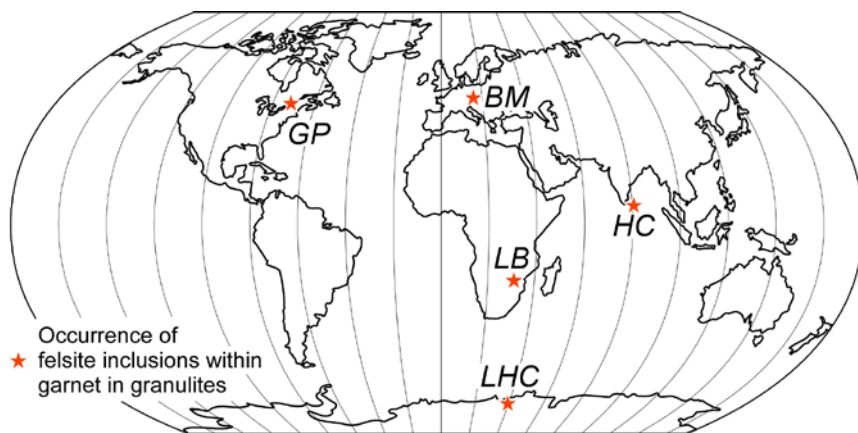 BM
GP
HC
LB
LHC
Occurrence of
felsite inclusions within
garnet in granulites